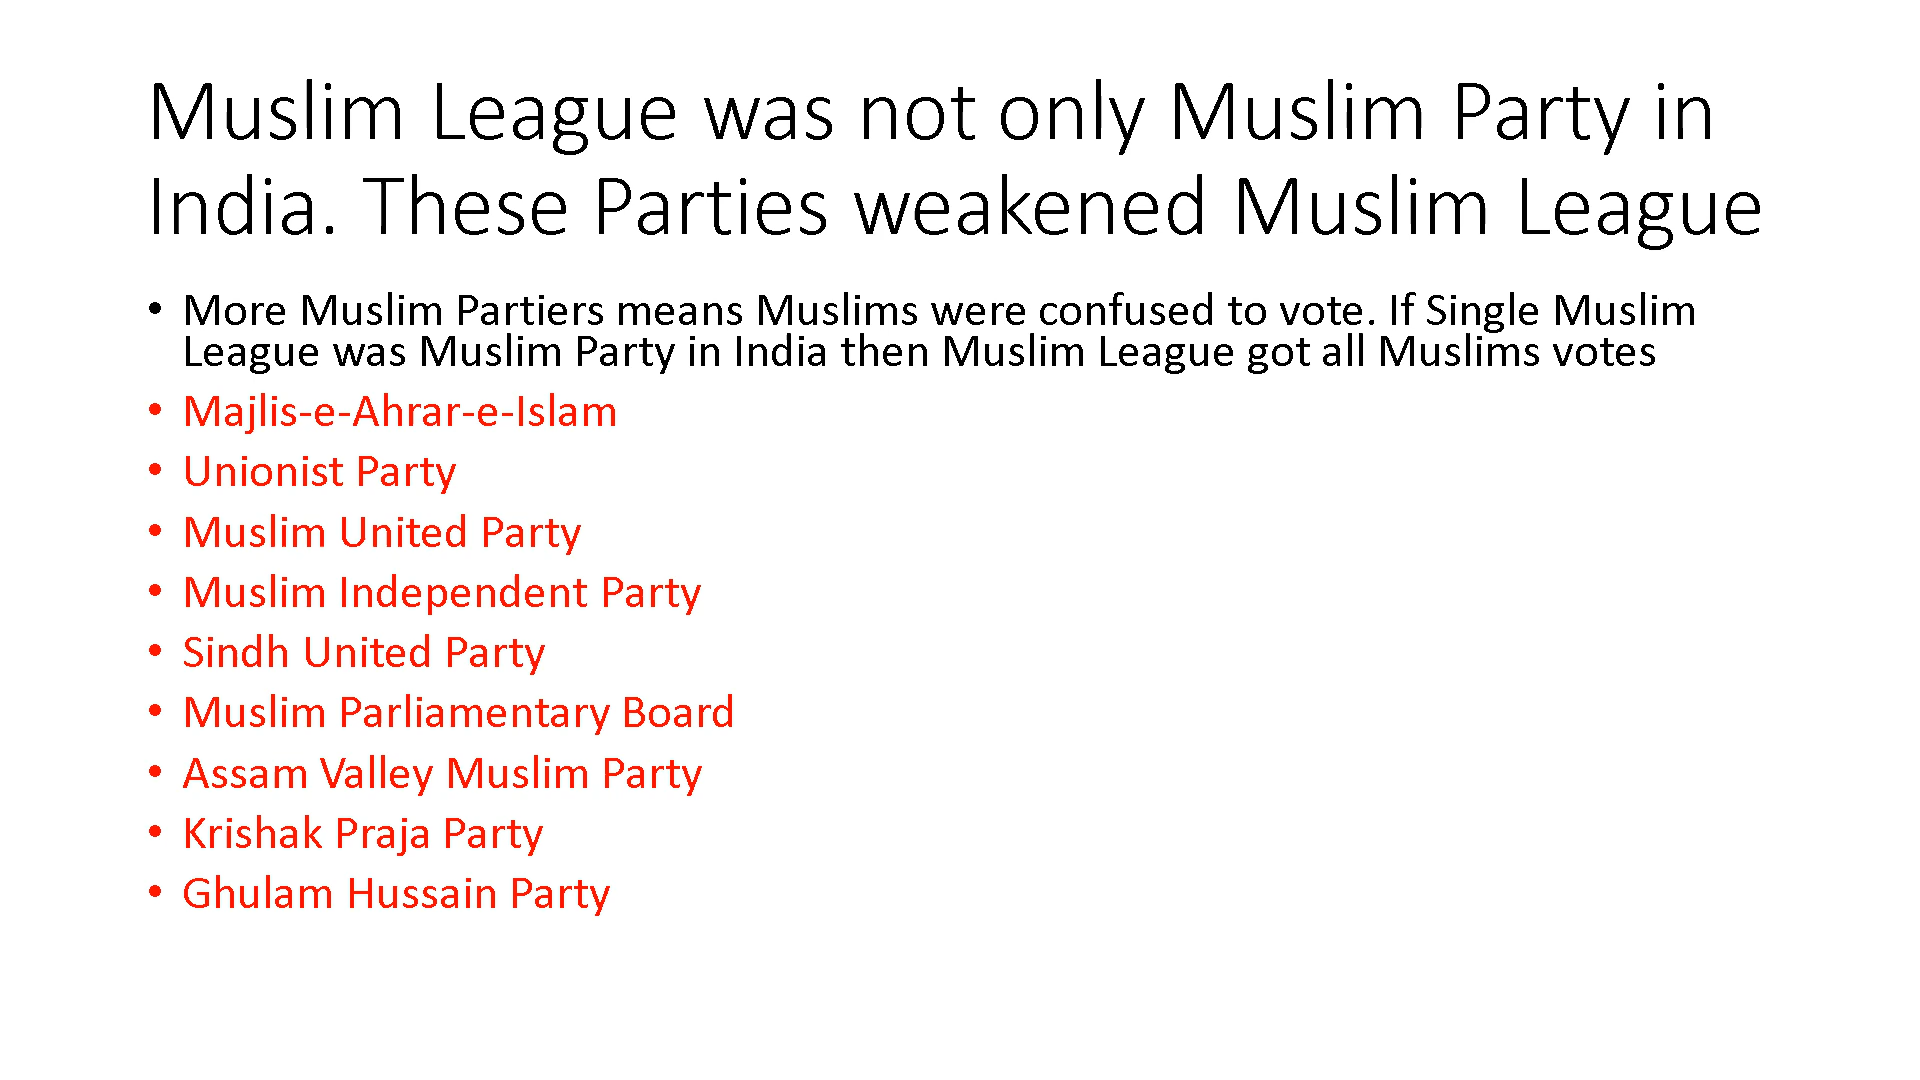 Muslim League was not only Muslim Party in
India. These Parties weakened Muslim League
• More Muslim Partiers means Muslims were confused to vote. If Single Muslim
League was Muslim Party in India then Muslim League got all Muslims votes
• Majlis-e-Ahrar-e-Islam
• Unionist Party
• Muslim United Party
• Muslim Independent Party
• Sindh United Party
• Muslim Parliamentary Board
• Assam Valley Muslim Party
• Krishak Praja Party
• Ghulam Hussain Party